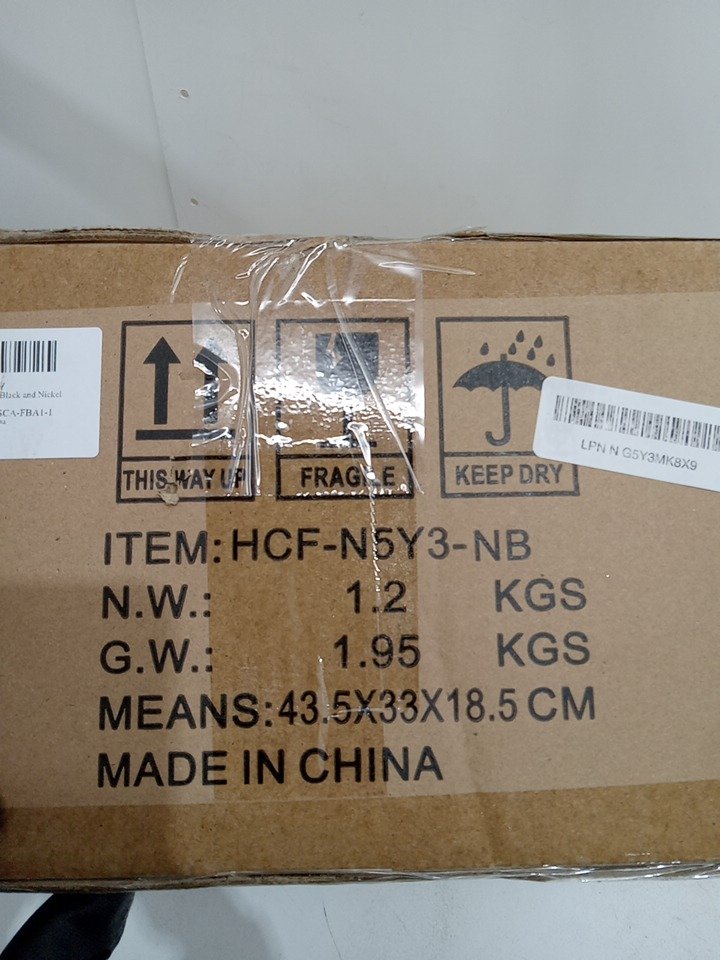 Black and Nickel
SCA-FBA1-1
THIS WAY UP
FRAGILE
KEEP DRY
LPN N G5Y3MK8X9
ITEM: HCF-N5Y3-NB
N.W.: 1.2 KGS
G.W.: 1.95 KGS
MEANS: 43.5X33X18.5 CM
MADE IN CHINA